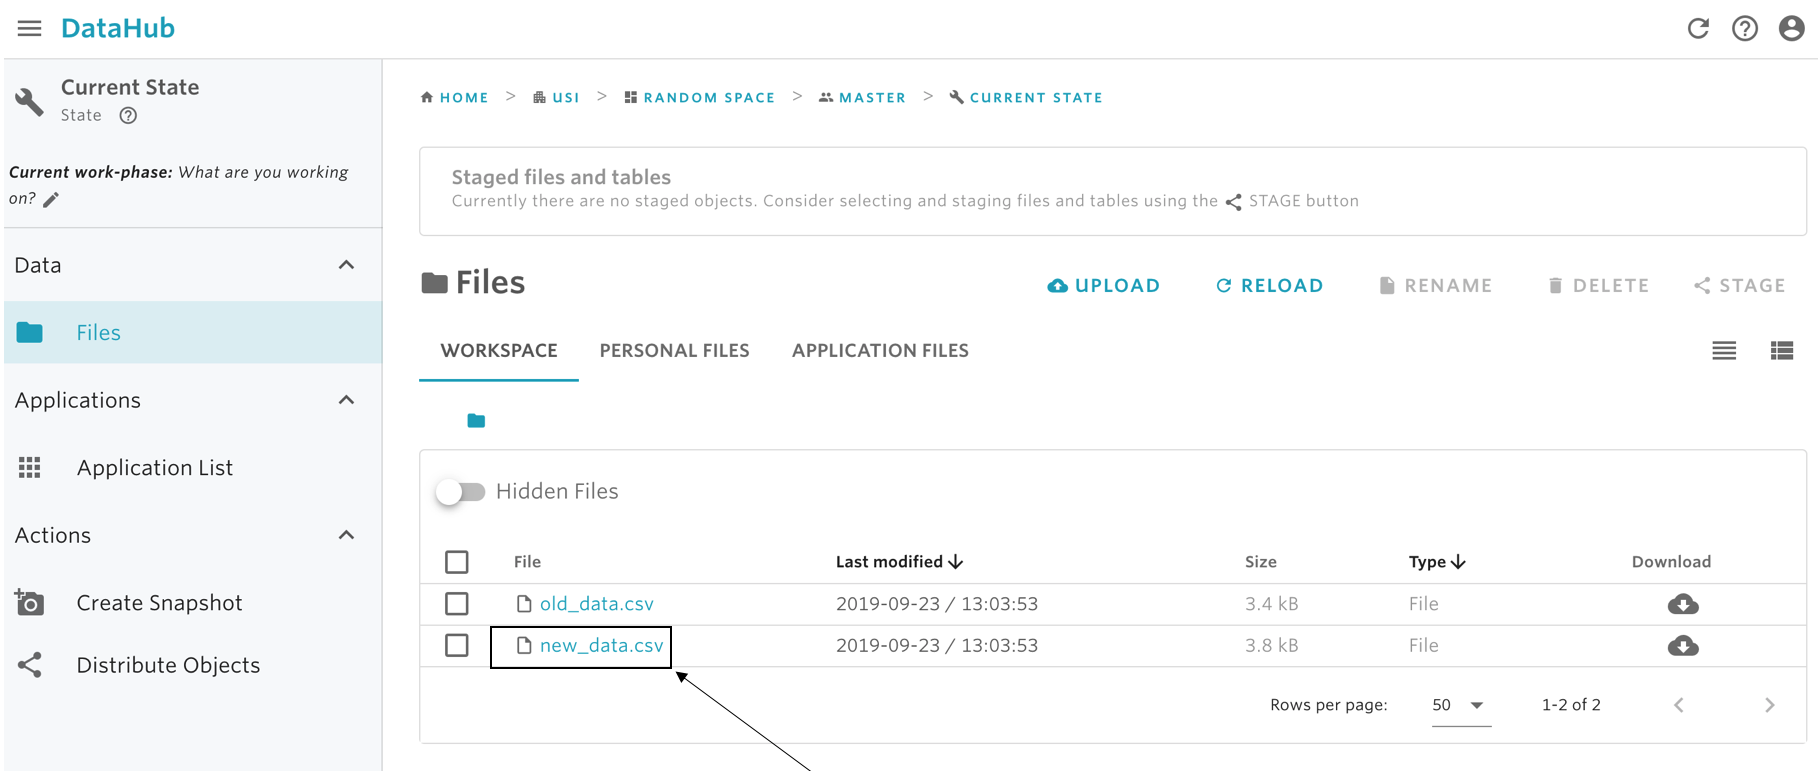 DataHub
Current State
State
Current work-phase: What are you working
on?
Data
Files
Applications
Application List
Actions
Create Snapshot
Distribute Objects
HOME > USI > RANDOM SPACE > MASTER > CURRENT STATE
Staged files and tables
Currently there are no staged objects. Consider selecting and staging files and tables using the STAGE button
Files
UPLOAD RELOAD RENAME DELETE STAGE
WORKSPACE PERSONAL FILES APPLICATION FILES
Hidden Files
File Last modified Size Type Download
old_data.csv 2019-09-23 / 13:03:53 3.4 kB File
new_data.csv 2019-09-23 / 13:03:53 3.8 kB File
Rows per page: 50 1-2 of 2